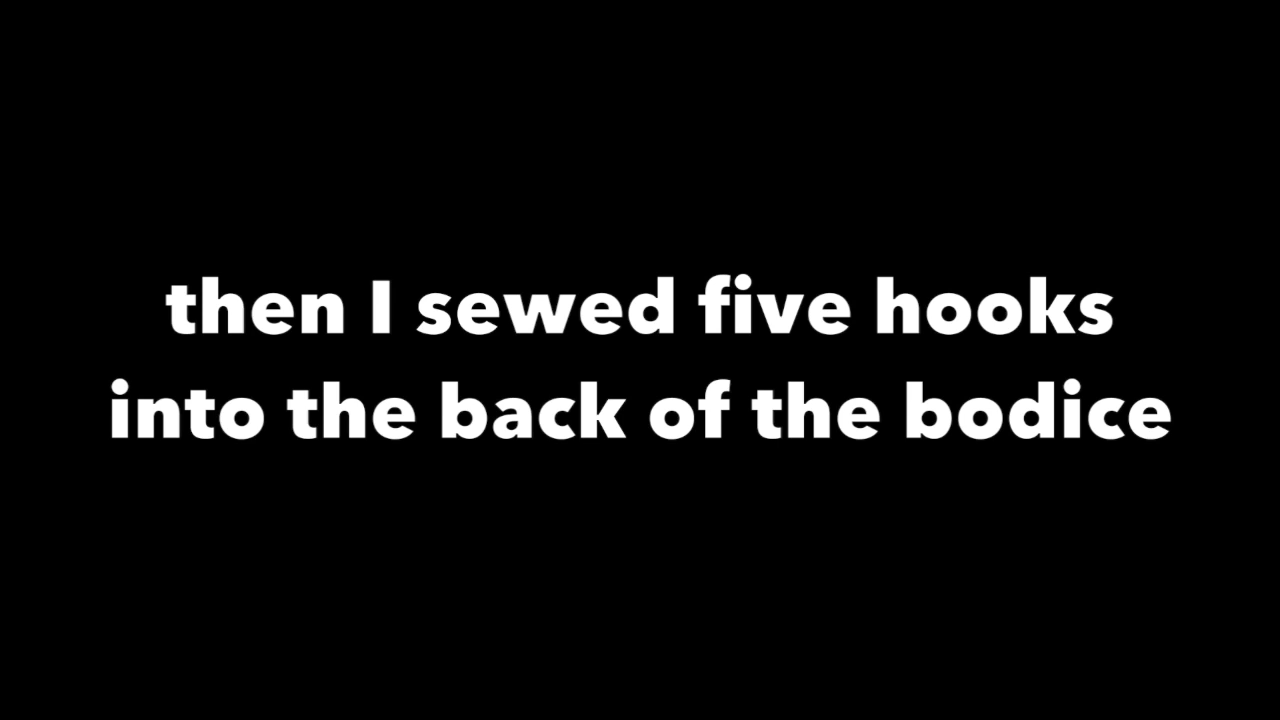 then I sewed five hooks
into the back of the bodice